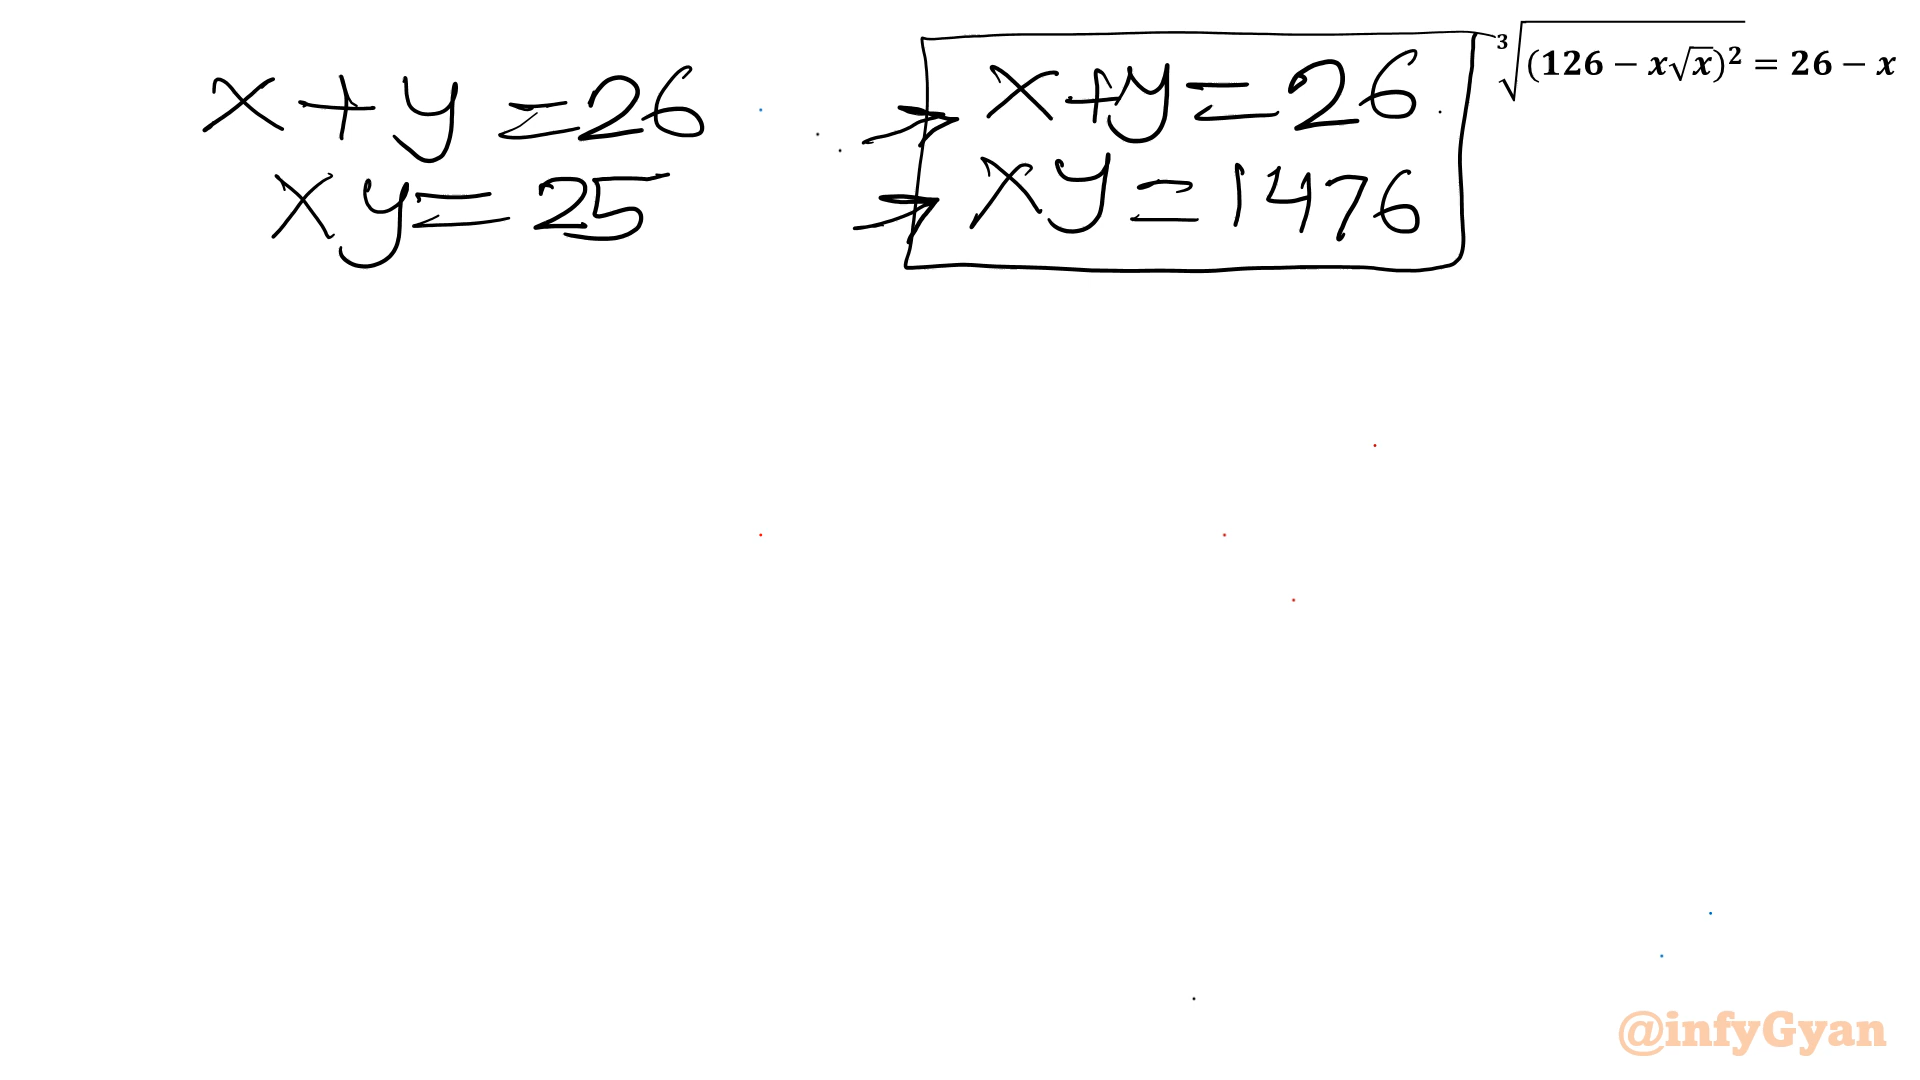 x + y = 26
xy = 25
⇒ x + y = 26
⇒ xy = 1476
∛((126 − x√x)²) = 26 − x
@infyGyan